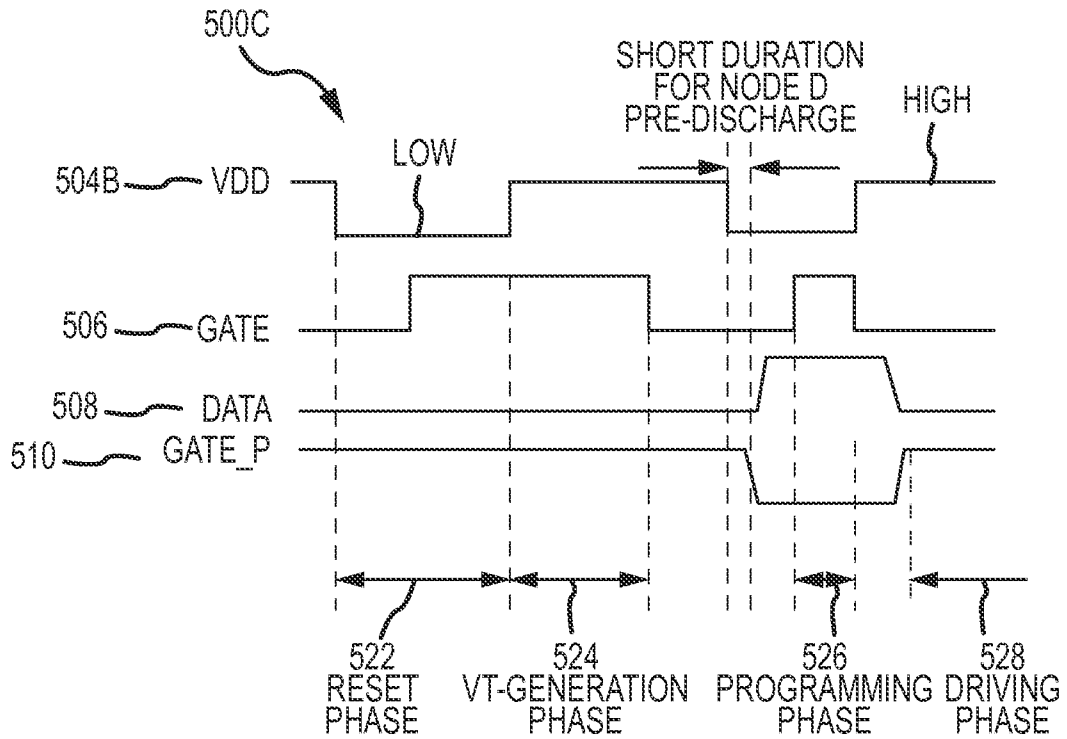 500C
SHORT DURATION
FOR NODE D
PRE-DISCHARGE
HIGH
LOW
504B VDD
506 GATE
508 DATA
510 GATE_P
522
RESET
PHASE
524
VT-GENERATION
PHASE
526
PROGRAMMING
PHASE
528
DRIVING
PHASE